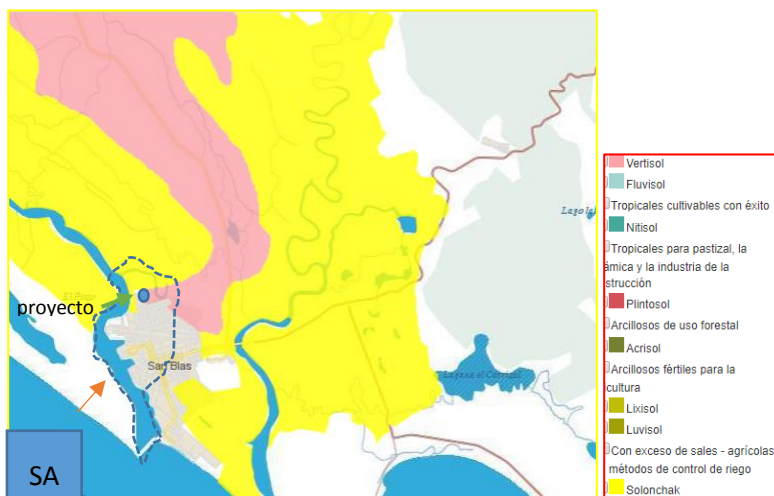 Lago la
proyecto
San Blas
Laguna el Carrizal
SA
Vertisol
Fluvisol
Tropicales cultivables con éxito
Nitisol
Tropicales para pastizal, la
ámica y la industria de la
strucción
Plintosol
Arcillosos de uso forestal
Acrisol
Arcillosos fértiles para la
cultura
Lixisol
Luvisol
Con exceso de sales - agrícolas
métodos de control de riego
Solonchak